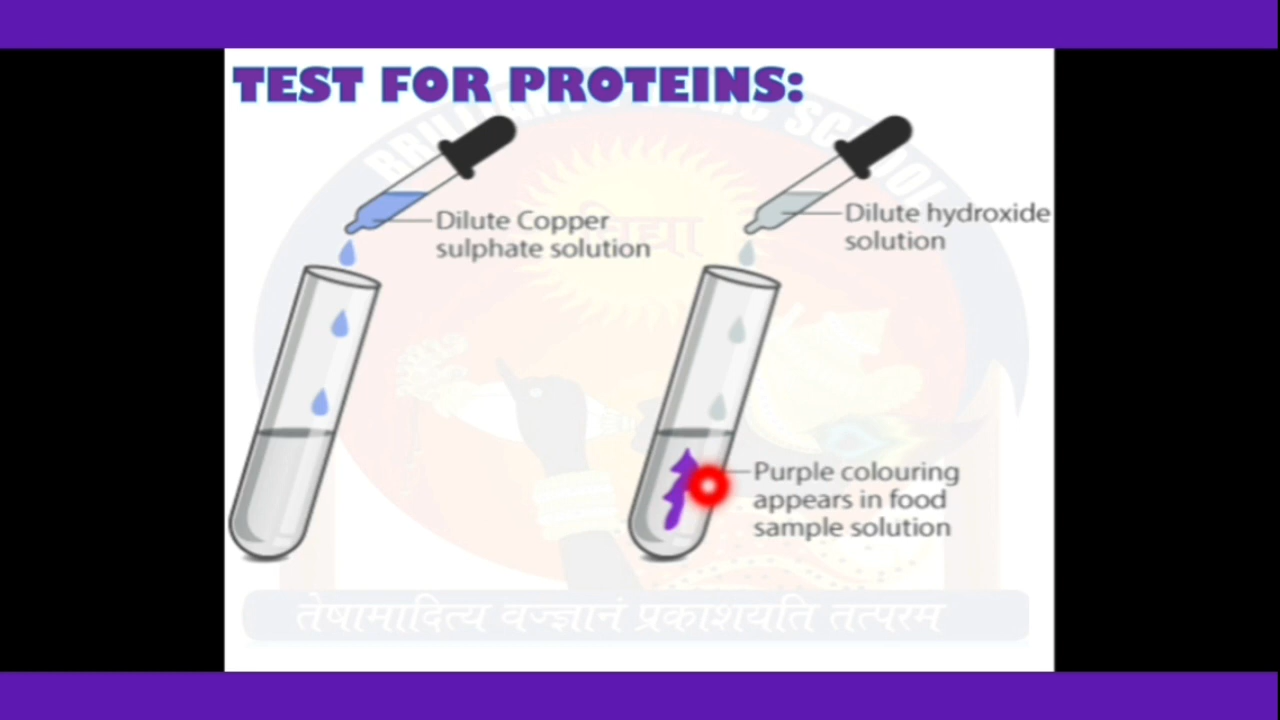 TEST FOR PROTEINS:
Dilute Copper
sulphate solution
Dilute hydroxide
solution
Purple colouring
appears in food
sample solution
विद्या
तेषामादित्य वज्ज्ञानं प्रकाशयति तत्परम